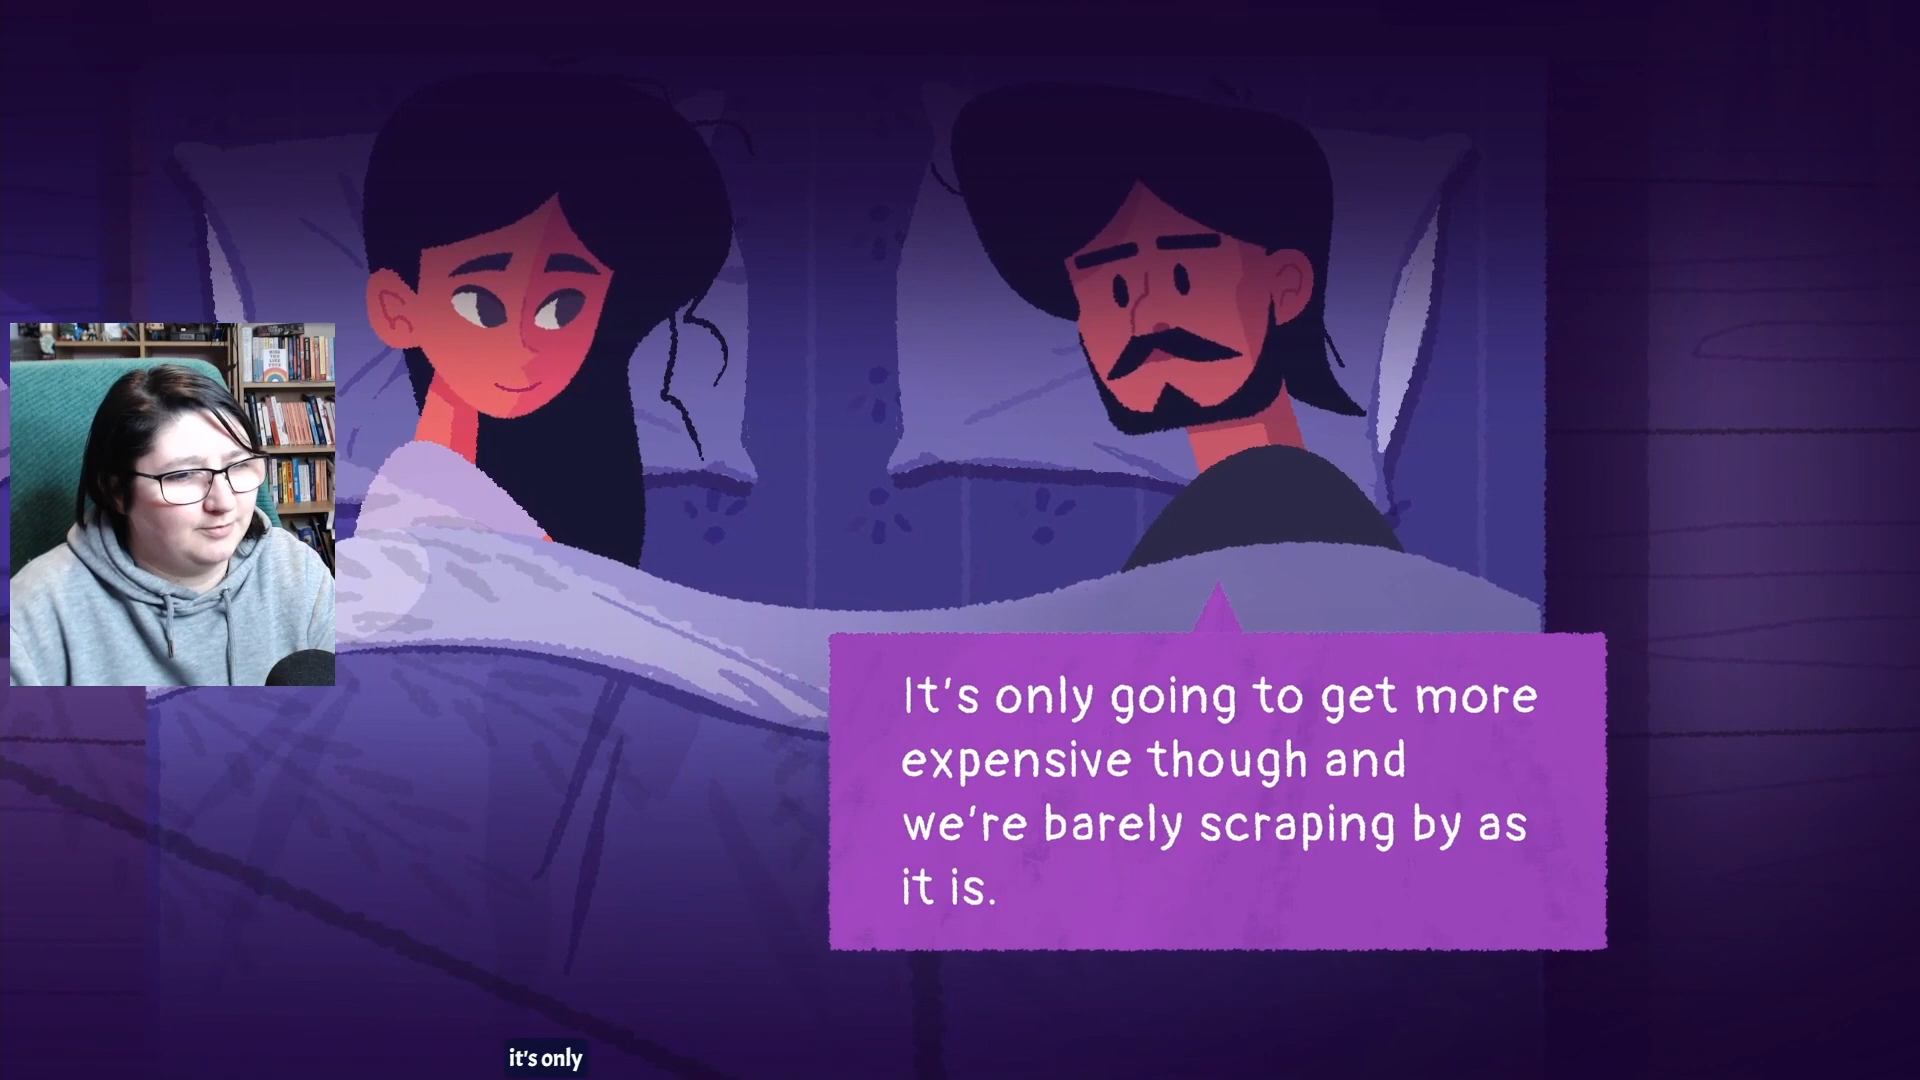 It's only going to get more
expensive though and
we're barely scraping by as
it is.
it's only